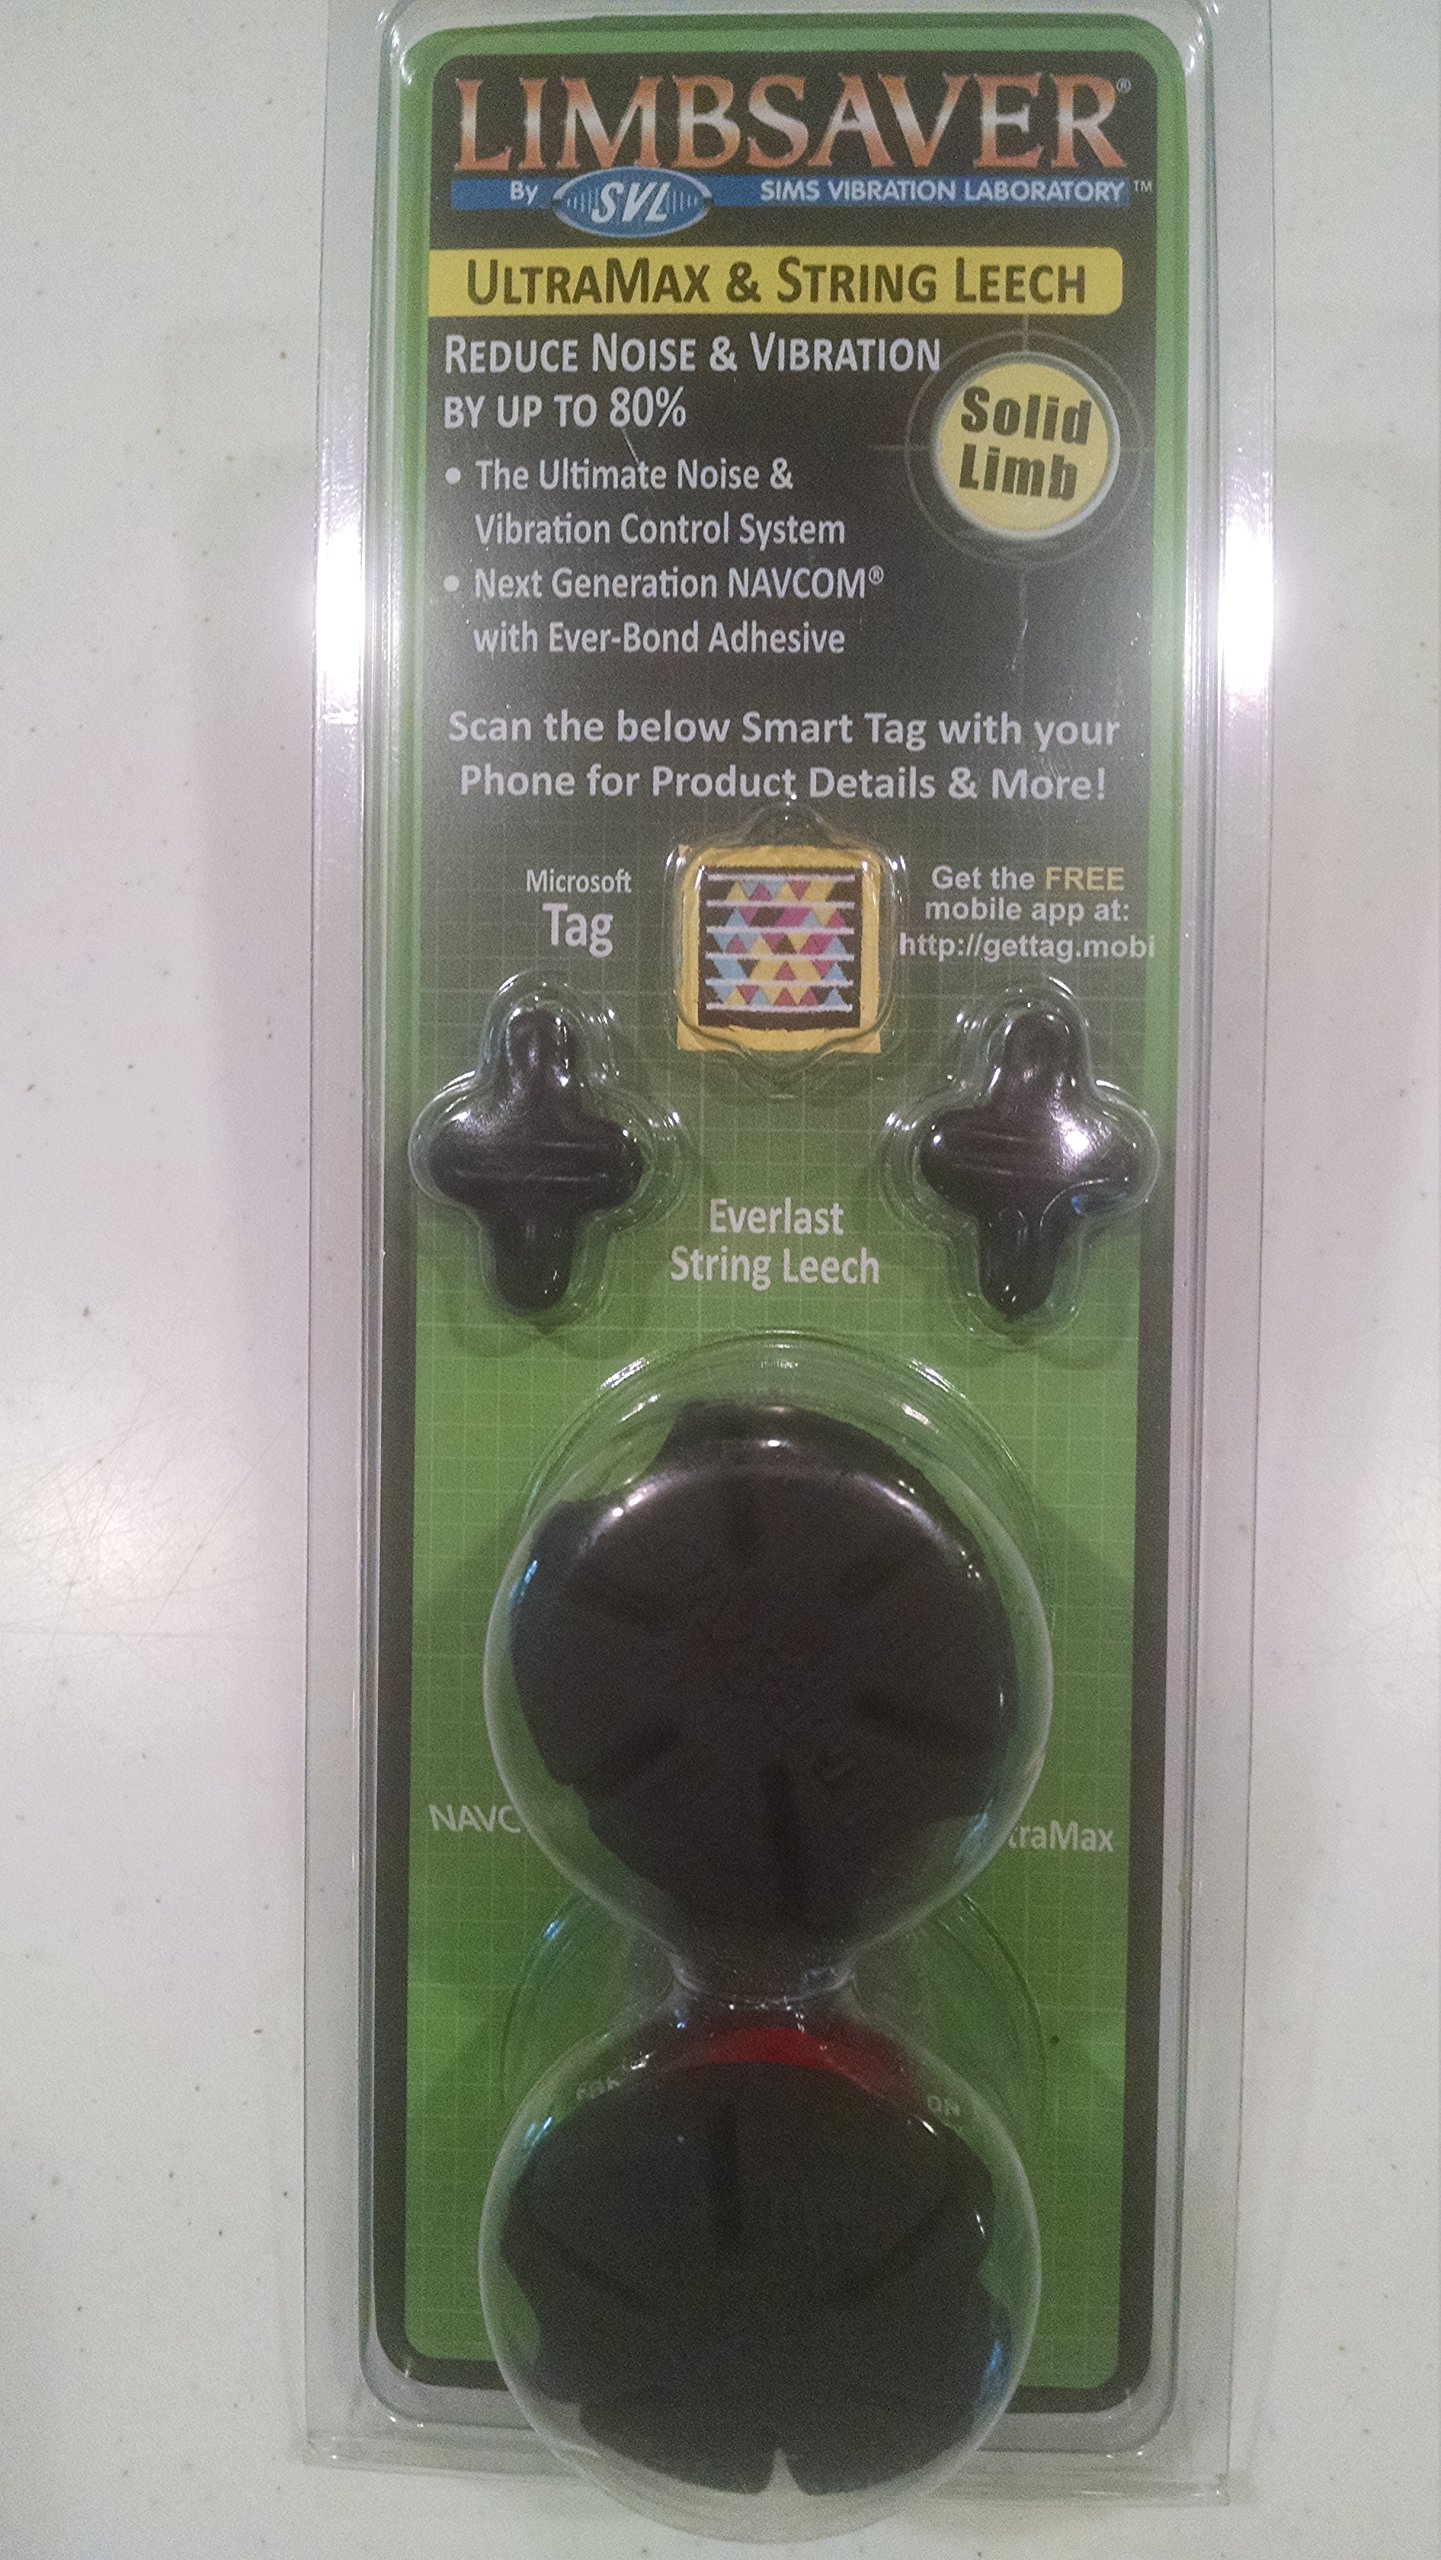 LIMBSAVER®
By SVL SIMS VIBRATION LABORATORY™
ULTRAMAX & STRING LEECH
REDUCE NOISE & VIBRATION
BY UP TO 80%
Solid
Limb
• The Ultimate Noise &
Vibration Control System
• Next Generation NAVCOM®
with Ever-Bond Adhesive
Scan the below Smart Tag with your
Phone for Product Details & More!
Microsoft
Tag
Get the FREE
mobile app at:
http://gettag.mobi
Everlast
String Leech
NAVC
traMax
ON